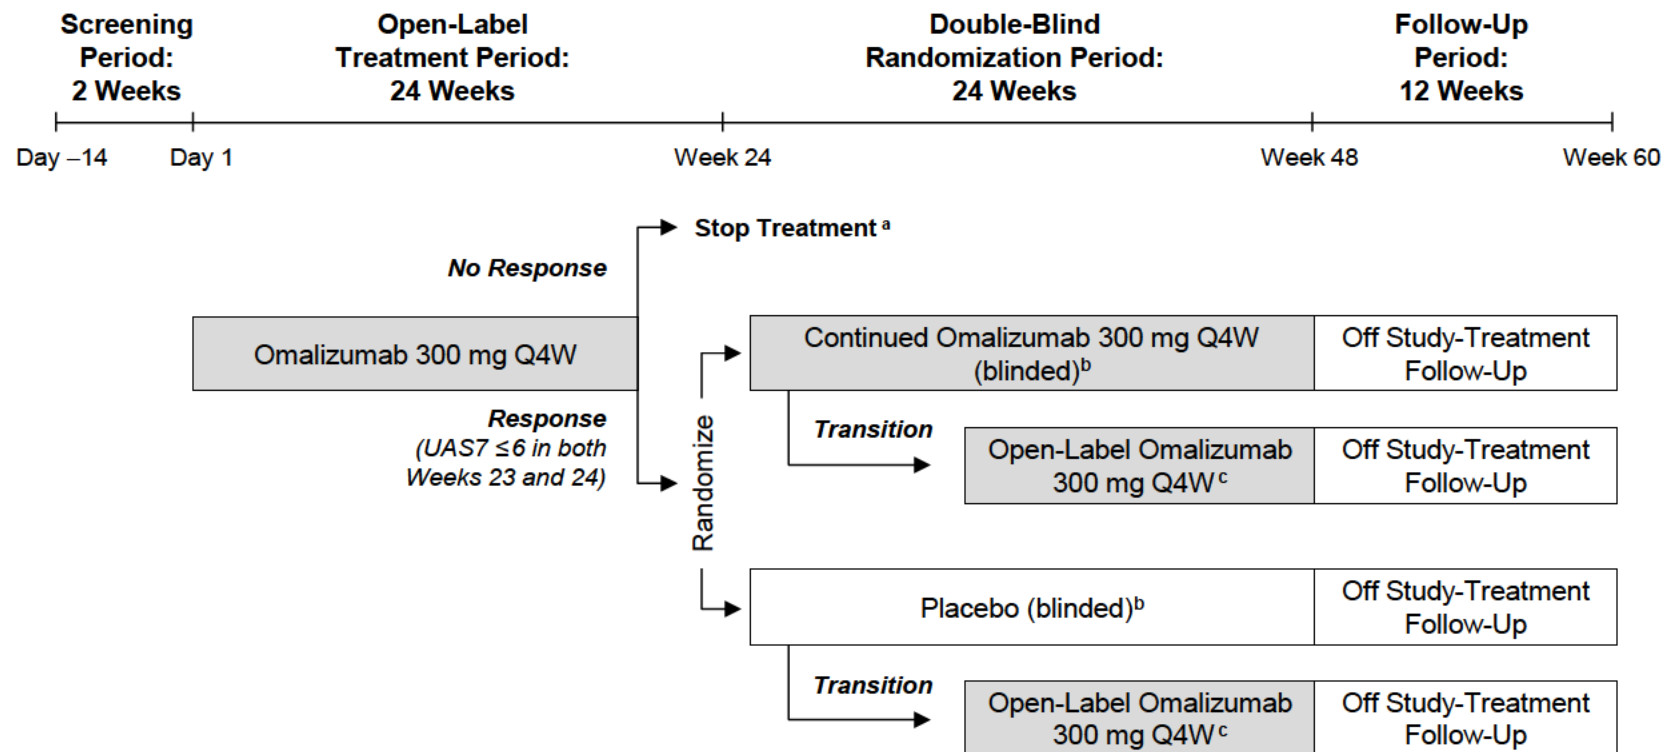 Screening
Period:
2 Weeks
Open-Label
Treatment Period:
24 Weeks
Double-Blind
Randomization Period:
24 Weeks
Follow-Up
Period:
12 Weeks
Day –14
Day 1
Week 24
Week 48
Week 60
Stop Treatment a
No Response
Omalizumab 300 mg Q4W
Response
(UAS7 ≤6 in both
Weeks 23 and 24)
Randomize
Continued Omalizumab 300 mg Q4W
(blinded)b
Off Study-Treatment
Follow-Up
Transition
Open-Label Omalizumab
300 mg Q4W c
Off Study-Treatment
Follow-Up
Placebo (blinded)b
Off Study-Treatment
Follow-Up
Transition
Open-Label Omalizumab
300 mg Q4W c
Off Study-Treatment
Follow-Up